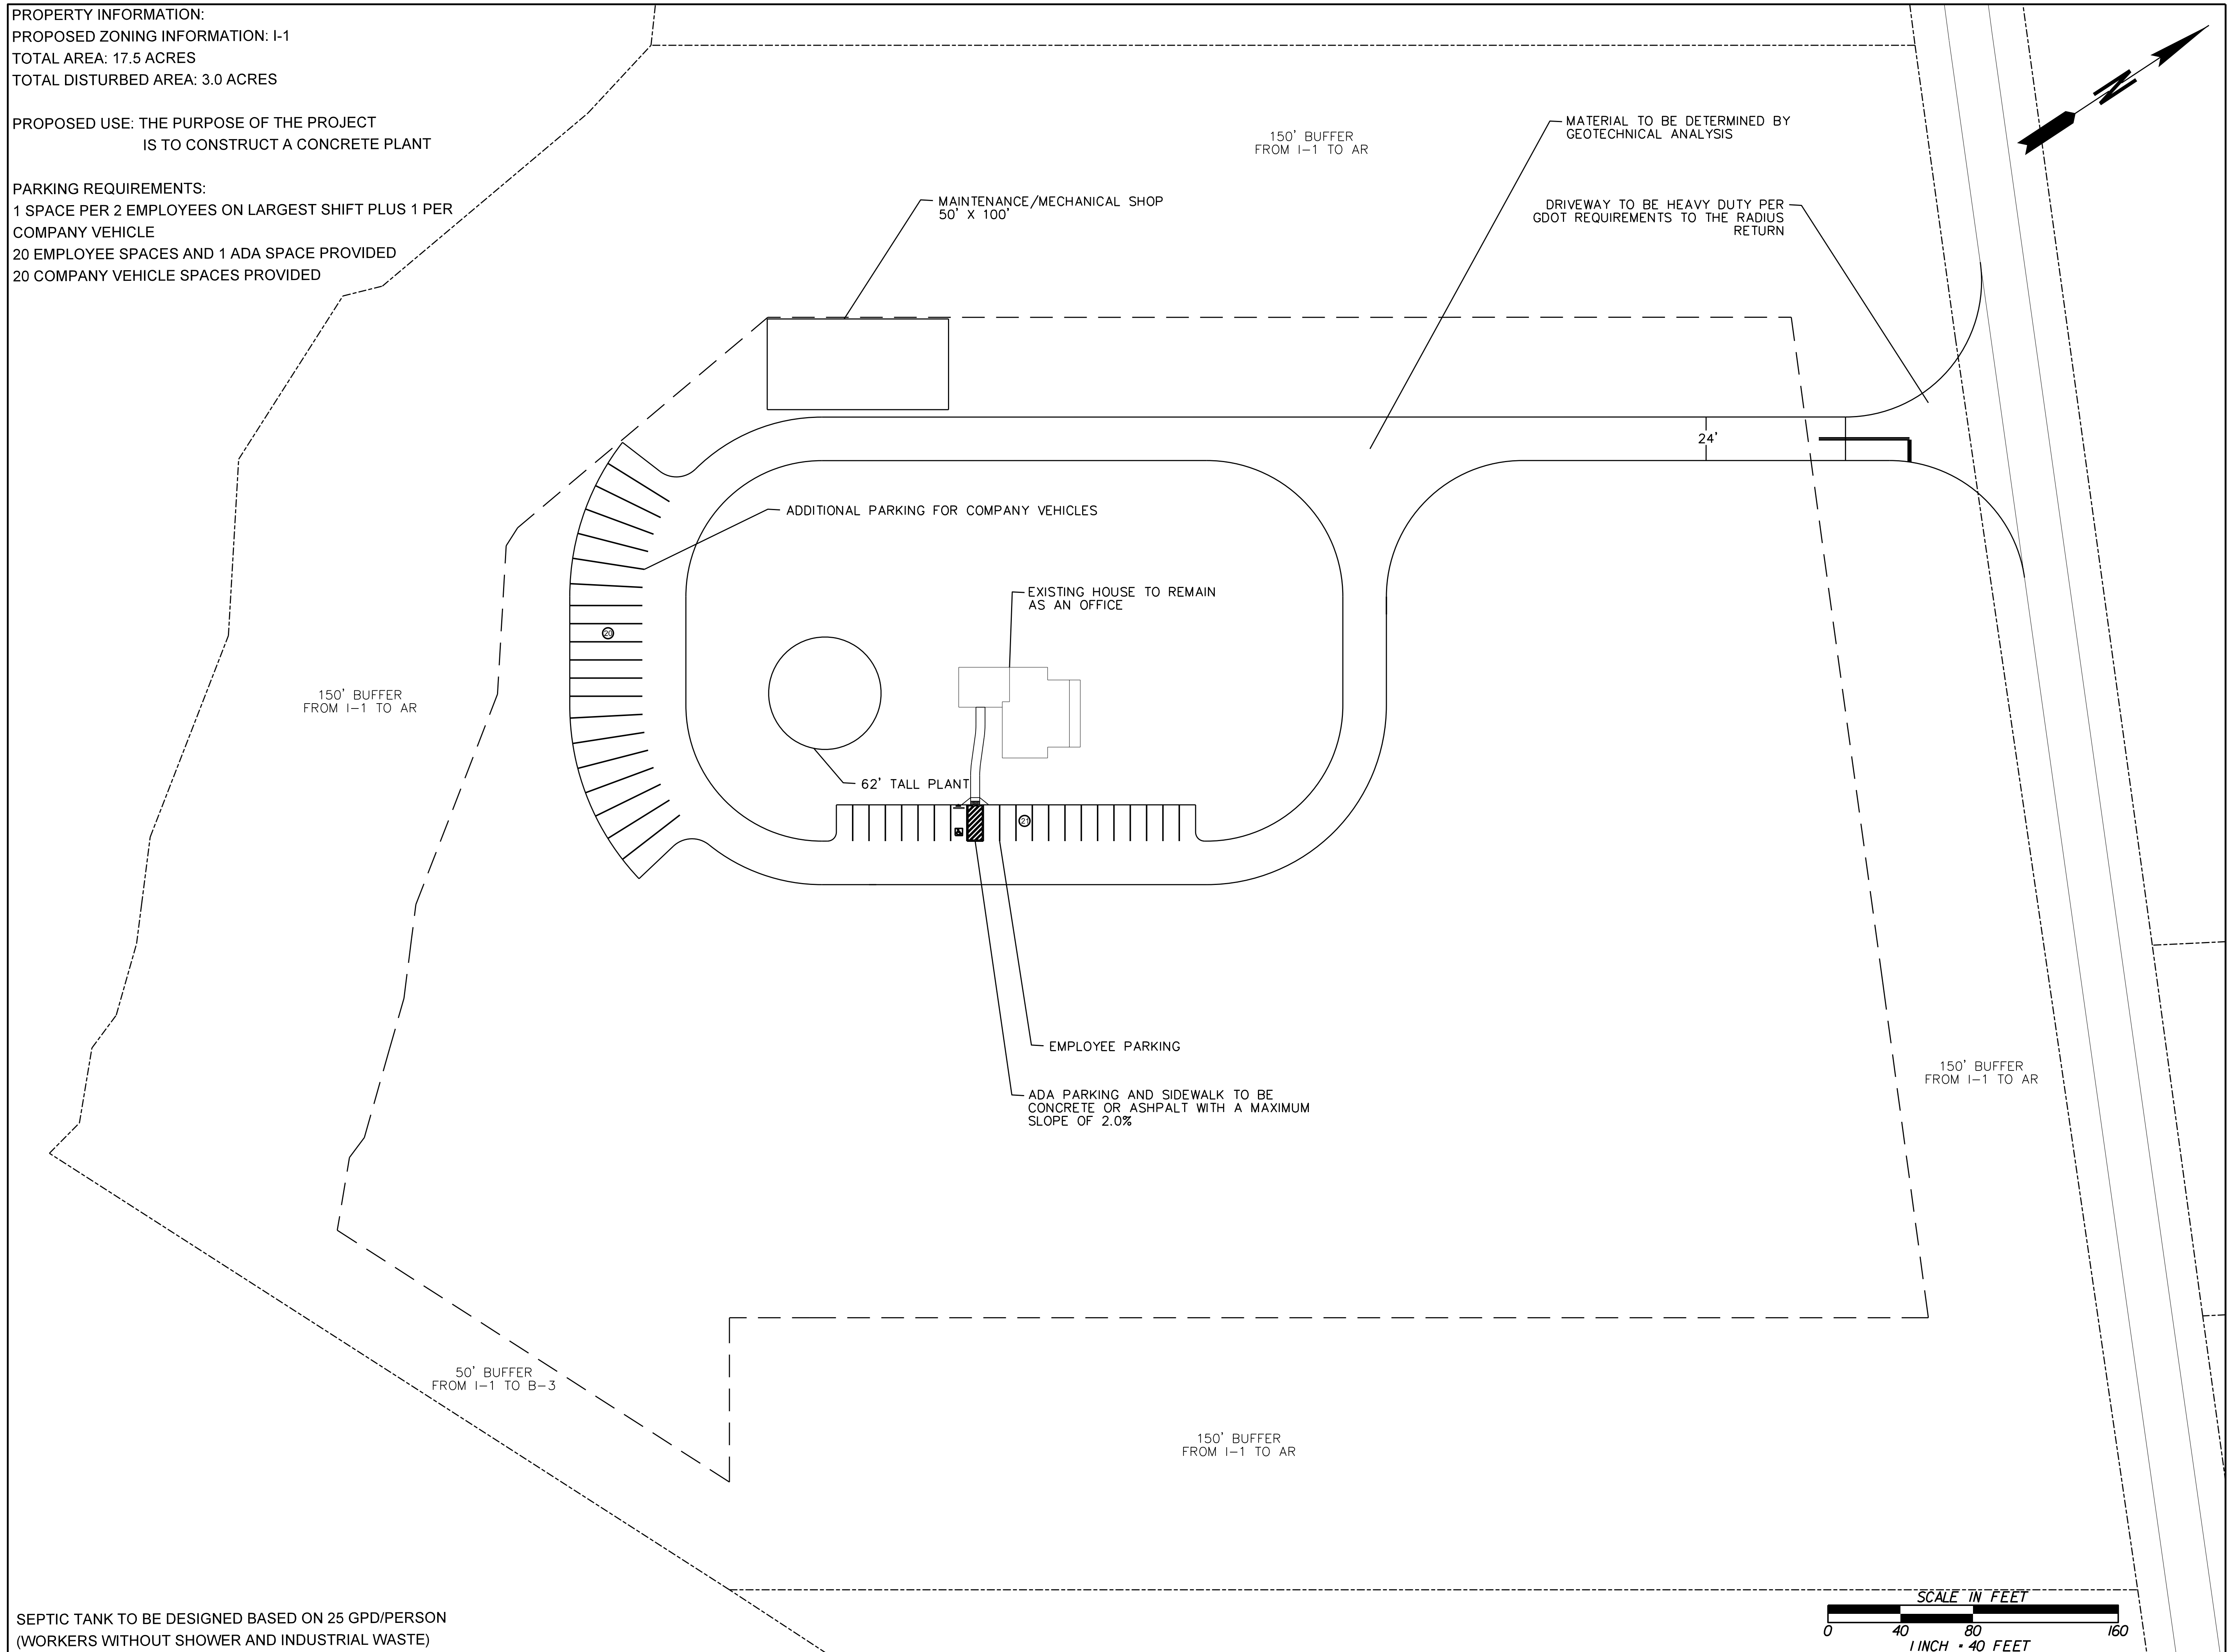 PROPERTY INFORMATION:
PROPOSED ZONING INFORMATION: I-1
TOTAL AREA: 17.5 ACRES
TOTAL DISTURBED AREA: 3.0 ACRES
PROPOSED USE: THE PURPOSE OF THE PROJECT
IS TO CONSTRUCT A CONCRETE PLANT
PARKING REQUIREMENTS:
1 SPACE PER 2 EMPLOYEES ON LARGEST SHIFT PLUS 1 PER
COMPANY VEHICLE
20 EMPLOYEE SPACES AND 1 ADA SPACE PROVIDED
20 COMPANY VEHICLE SPACES PROVIDED
N
150' BUFFER
FROM I-1 TO AR
MATERIAL TO BE DETERMINED BY
GEOTECHNICAL ANALYSIS
MAINTENANCE/MECHANICAL SHOP
50' X 100'
DRIVEWAY TO BE HEAVY DUTY PER
GDOT REQUIREMENTS TO THE RADIUS
RETURN
24'
ADDITIONAL PARKING FOR COMPANY VEHICLES
EXISTING HOUSE TO REMAIN
AS AN OFFICE
20
150' BUFFER
FROM I-1 TO AR
62' TALL PLANT
21
EMPLOYEE PARKING
150' BUFFER
FROM I-1 TO AR
ADA PARKING AND SIDEWALK TO BE
CONCRETE OR ASHPALT WITH A MAXIMUM
SLOPE OF 2.0%
50' BUFFER
FROM I-1 TO B-3
150' BUFFER
FROM I-1 TO AR
SEPTIC TANK TO BE DESIGNED BASED ON 25 GPD/PERSON
(WORKERS WITHOUT SHOWER AND INDUSTRIAL WASTE)
SCALE IN FEET
0 40 80 160
1 INCH = 40 FEET